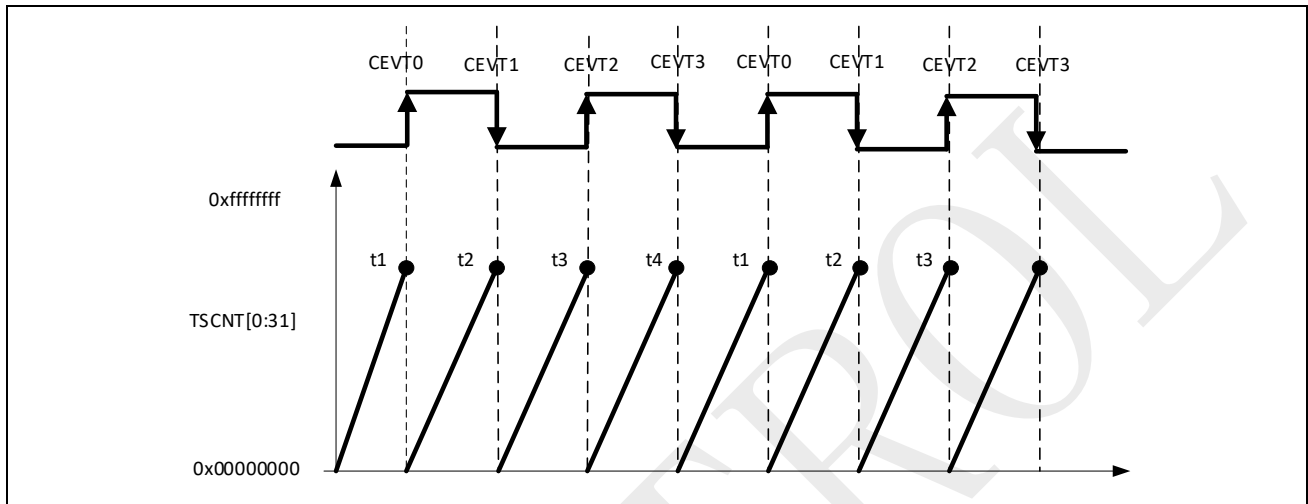 CEVT0 CEVT1 CEVT2 CEVT3 CEVT0 CEVT1 CEVT2 CEVT3
0xffffffff
t1 t2 t3 t4 t1 t2 t3
TSCNT[0:31]
0x00000000
TROL